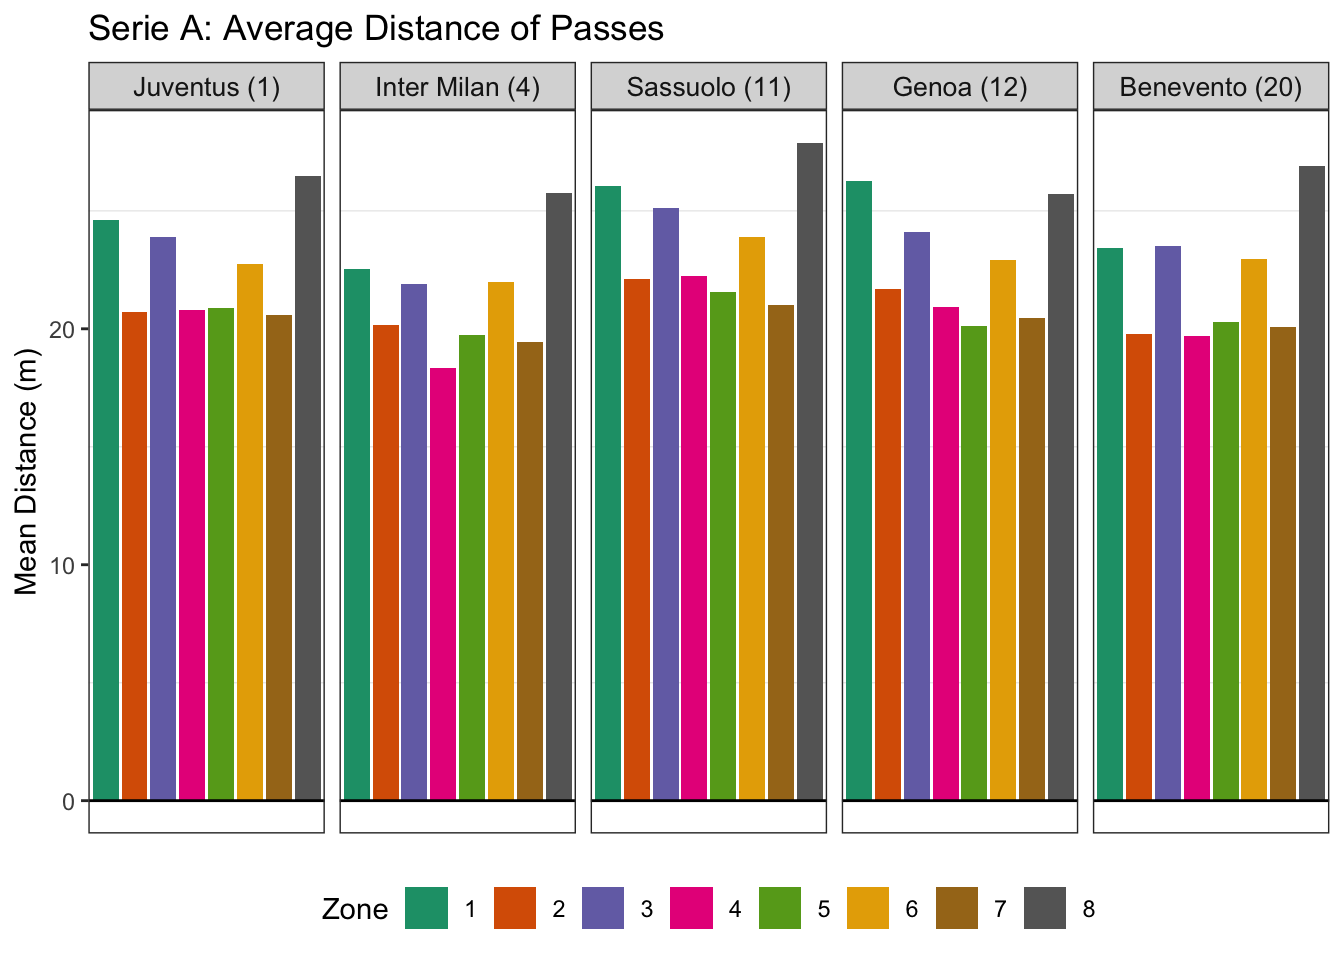 Serie A: Average Distance of Passes
Juventus (1)
Inter Milan (4)
Sassuolo (11)
Genoa (12)
Benevento (20)
Mean Distance (m)
20
10
0
Zone
1
2
3
4
5
6
7
8